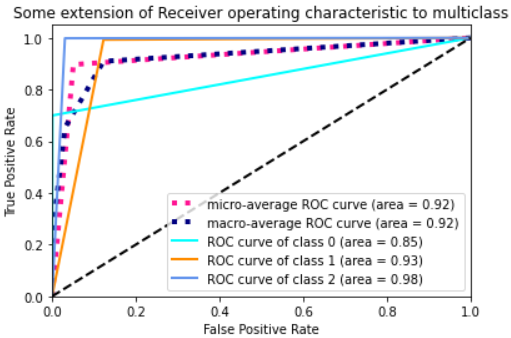 Some extension of Receiver operating characteristic to multiclass
1.0
0.8
0.6
0.4
0.2
0.0
True Positive Rate
micro-average ROC curve (area = 0.92)
macro-average ROC curve (area = 0.92)
ROC curve of class 0 (area = 0.85)
ROC curve of class 1 (area = 0.93)
ROC curve of class 2 (area = 0.98)
0.0 0.2 0.4 0.6 0.8 1.0
False Positive Rate